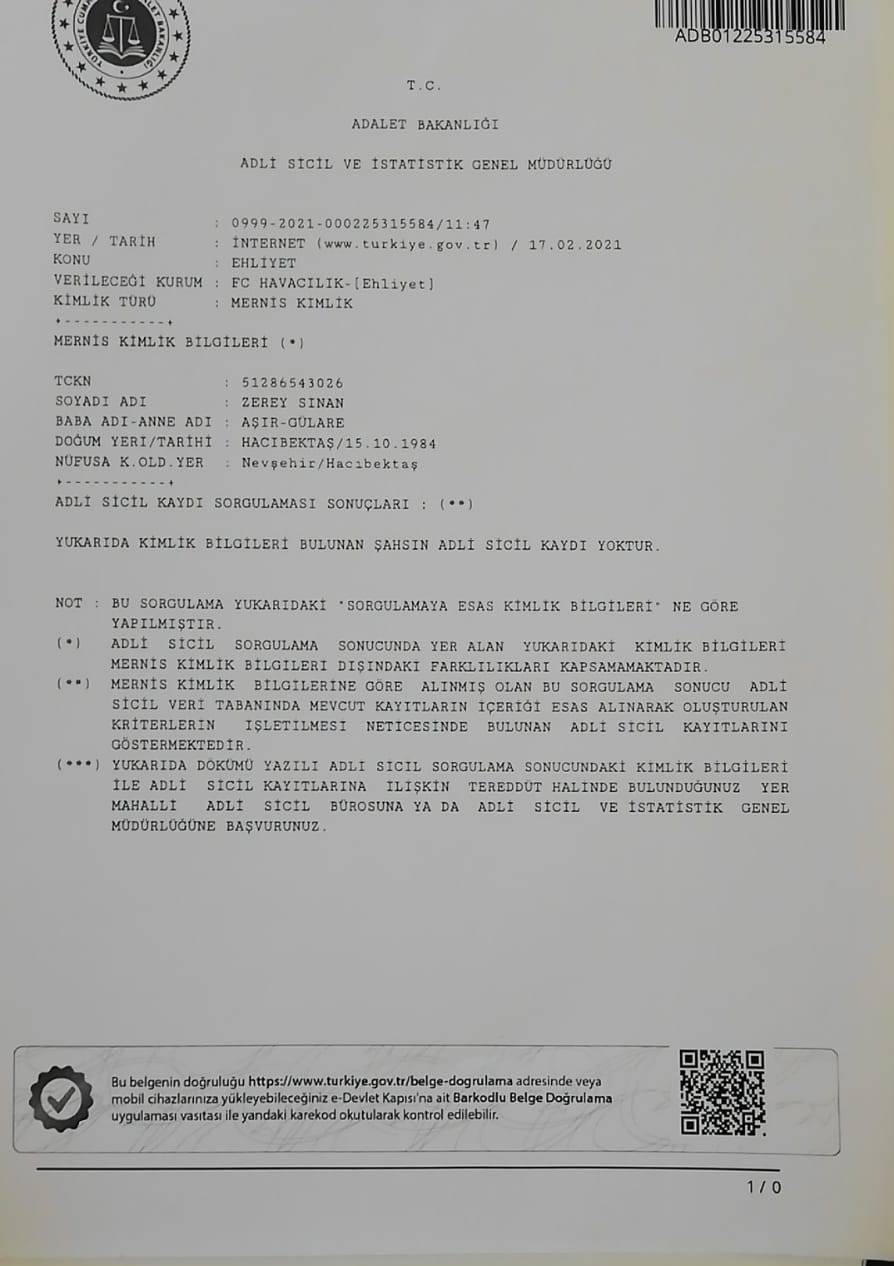 TÜRKİYE CUM
ALET BAKANLIĞI
ADB01225315584
T.C.
ADALET BAKANLIĞI
ADLİ SİCİL VE İSTATİSTİK GENEL MÜDÜRLÜĞÜ
SAYI : 0999-2021-000225315584/11:47
YER / TARİH : İNTERNET (www.turkiye.gov.tr) / 17.02.2021
KONU : EHLİYET
VERİLECEĞİ KURUM : FC HAVACILIK-[Ehliyet]
KİMLİK TÜRÜ : MERNİS KİMLİK
+-----------+
MERNİS KİMLİK BİLGİLERİ (*)
TCKN : 51286543026
SOYADI ADI : ZEREY SİNAN
BABA ADI-ANNE ADI : AŞIR-GÜLARE
DOĞUM YERİ/TARİHİ : HACIBEKTAŞ/15.10.1984
NÜFUSA K.OLD.YER : Nevşehir/Hacıbektaş
+-----------+
ADLİ SİCİL KAYDI SORGULAMASI SONUÇLARI : (**)
YUKARIDA KİMLİK BİLGİLERİ BULUNAN ŞAHSIN ADLİ SİCİL KAYDI YOKTUR.
NOT : BU SORGULAMA YUKARIDAKİ "SORGULAMAYA ESAS KİMLİK BİLGİLERİ" NE GÖRE
YAPILMIŞTIR.
(*) ADLİ SİCİL SORGULAMA SONUCUNDA YER ALAN YUKARIDAKİ KİMLİK BİLGİLERİ
MERNİS KİMLİK BİLGİLERİ DIŞINDAKİ FARKLILIKLARI KAPSAMAMAKTADIR.
(**) MERNİS KİMLİK BİLGİLERİNE GÖRE ALINMIŞ OLAN BU SORGULAMA SONUCU ADLİ
SİCİL VERİ TABANINDA MEVCUT KAYITLARIN İÇERİĞİ ESAS ALINARAK OLUŞTURULAN
KRİTERLERİN İŞLETİLMESİ NETİCESİNDE BULUNAN ADLİ SİCİL KAYITLARINI
GÖSTERMEKTEDİR.
(***) YUKARIDA DÖKÜMÜ YAZILI ADLİ SİCİL SORGULAMA SONUCUNDAKİ KİMLİK BİLGİLERİ
İLE ADLİ SİCİL KAYITLARINA İLİŞKİN TEREDDÜT HALİNDE BULUNDUĞUNUZ YER
MAHALLİ ADLİ SİCİL BÜROSUNA YA DA ADLİ SİCİL VE İSTATİSTİK GENEL
MÜDÜRLÜĞÜNE BAŞVURUNUZ.
Bu belgenin doğruluğu https://www.turkiye.gov.tr/belge-dogrulama adresinde veya
mobil cihazlarınıza yükleyebileceğiniz e-Devlet Kapısı'na ait Barkodlu Belge Doğrulama
uygulaması vasıtası ile yandaki karekod okutularak kontrol edilebilir.
1 / 0